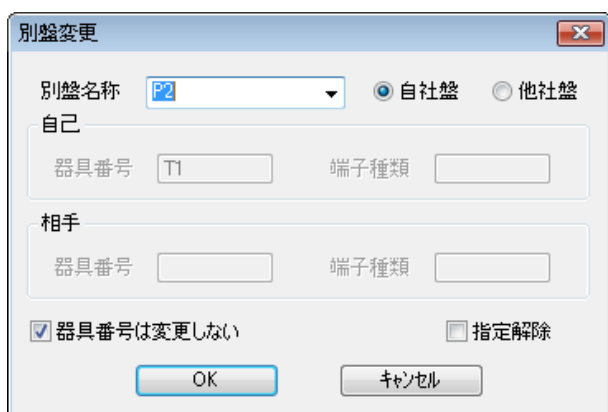 別盤変更
別盤名称 P2 自社盤 他社盤
自己
器具番号 T1 端子種類
相手
器具番号 端子種類
器具番号は変更しない 指定解除
OK キャンセル